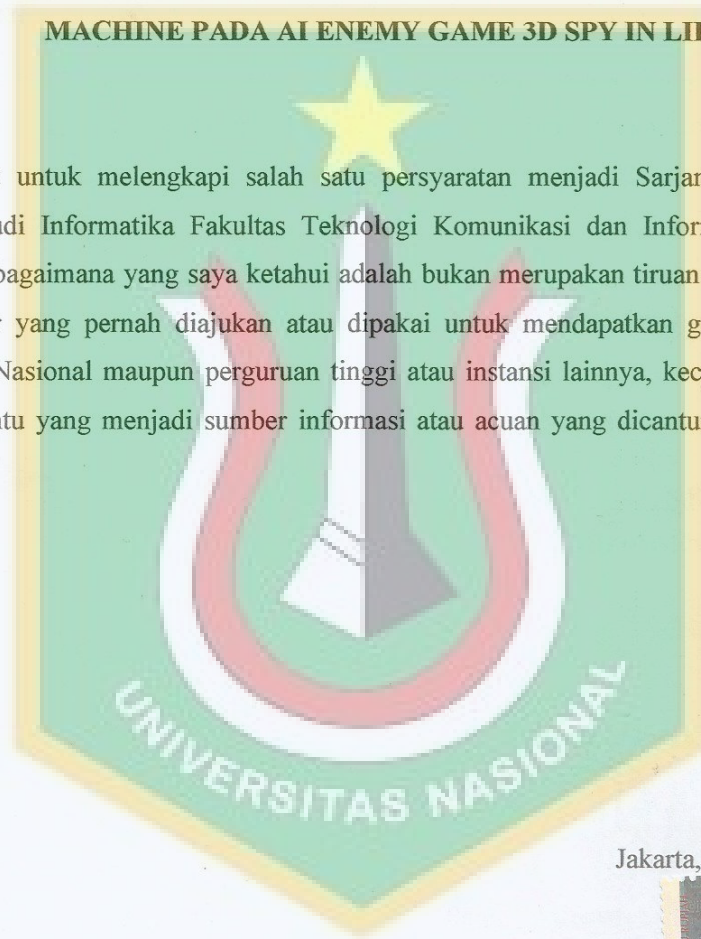 MACHINE PADA AI ENEMY GAME 3D SPY IN
untuk melengkapi salah satu persyaratan menjadi Sarjan
di Informatika Fakultas Teknologi Komunikasi dan Infor
bagaimana yang saya ketahui adalah bukan merupakan tiruan
yang pernah diajukan atau dipakai untuk mendapatkan g
Nasional maupun perguruan tinggi atau instansi lainnya, kec
tu yang menjadi sumber informasi atau acuan yang dicantu
UNIVERSITAS NASIONAL
Jakarta,